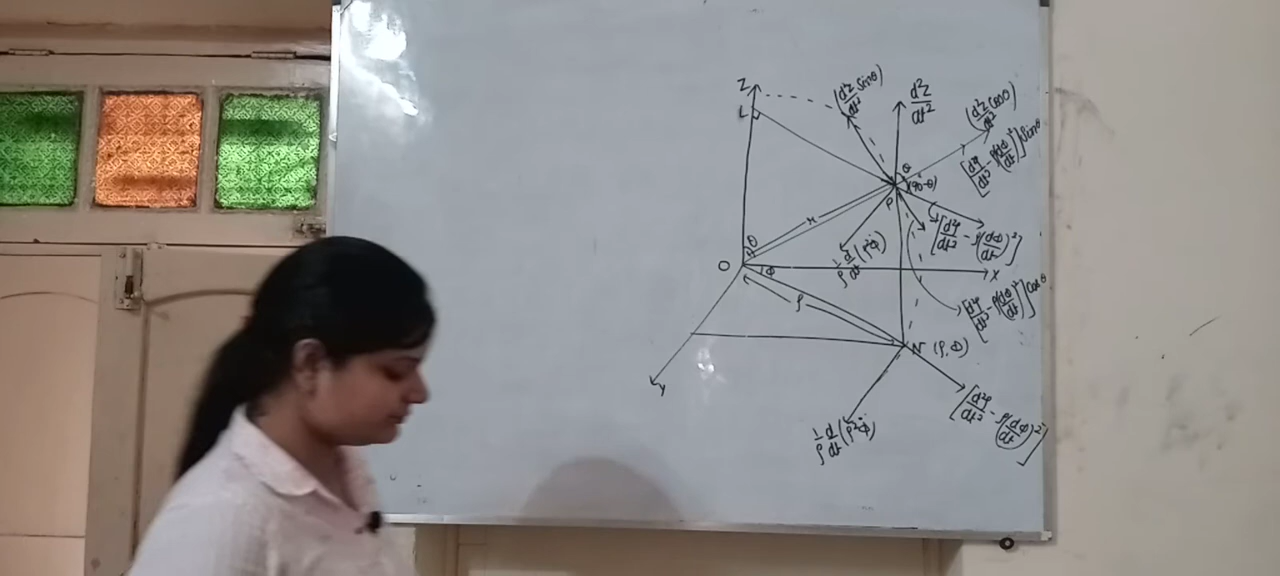 Z
(d²z/dt² sinθ)
d²z/dt²
(d²z/dt² cosθ)
L
[d²ρ/dt² - ρ(dφ/dt)²] sinθ
θ
(90-θ)
P
r
θ
[d²ρ/dt² - ρ(dφ/dt)²]
1/ρ d/dt (ρ²φ̇)
O
φ
X
ρ
[d²ρ/dt² - ρ(dθ/dt)²] cosθ
N (ρ, φ)
Y
1/ρ d/dt (ρ²φ̇)
[d²ρ/dt² - ρ(dφ/dt)²]